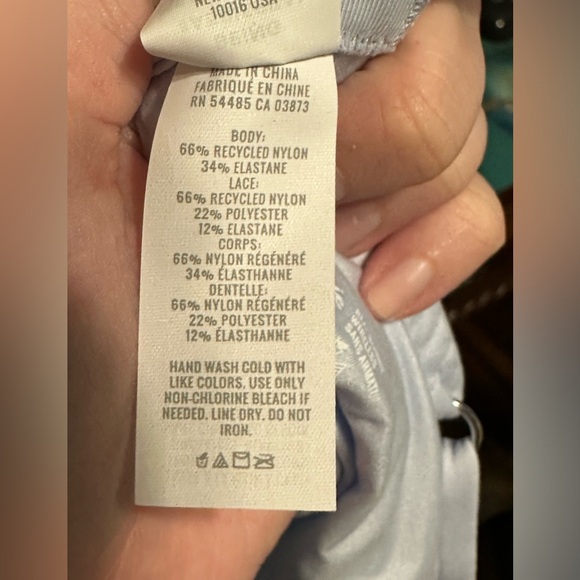 10016 USA
MADE IN CHINA
FABRIQUÉ EN CHINE
RN 54485 CA 03873
BODY:
66% RECYCLED NYLON
34% ELASTANE
LACE:
66% RECYCLED NYLON
22% POLYESTER
12% ELASTANE
CORPS:
66% NYLON RÉGÉNÉRÉ
34% ÉLASTHANNE
DENTELLE:
66% NYLON RÉGÉNÉRÉ
22% POLYESTER
12% ÉLASTHANNE
HAND WASH COLD WITH
LIKE COLORS. USE ONLY
NON-CHLORINE BLEACH IF
NEEDED. LINE DRY. DO NOT
IRON.